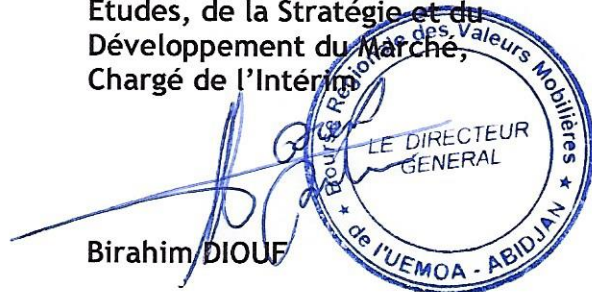 Etudes, de la Stratégie et du
Développement du Marché,
Chargé de l'Intérim
Bourse Régionale des Valeurs Mobilières
LE DIRECTEUR
GENERAL
★ de l'UEMOA - ABIDJAN ★
Birahim DIOUF